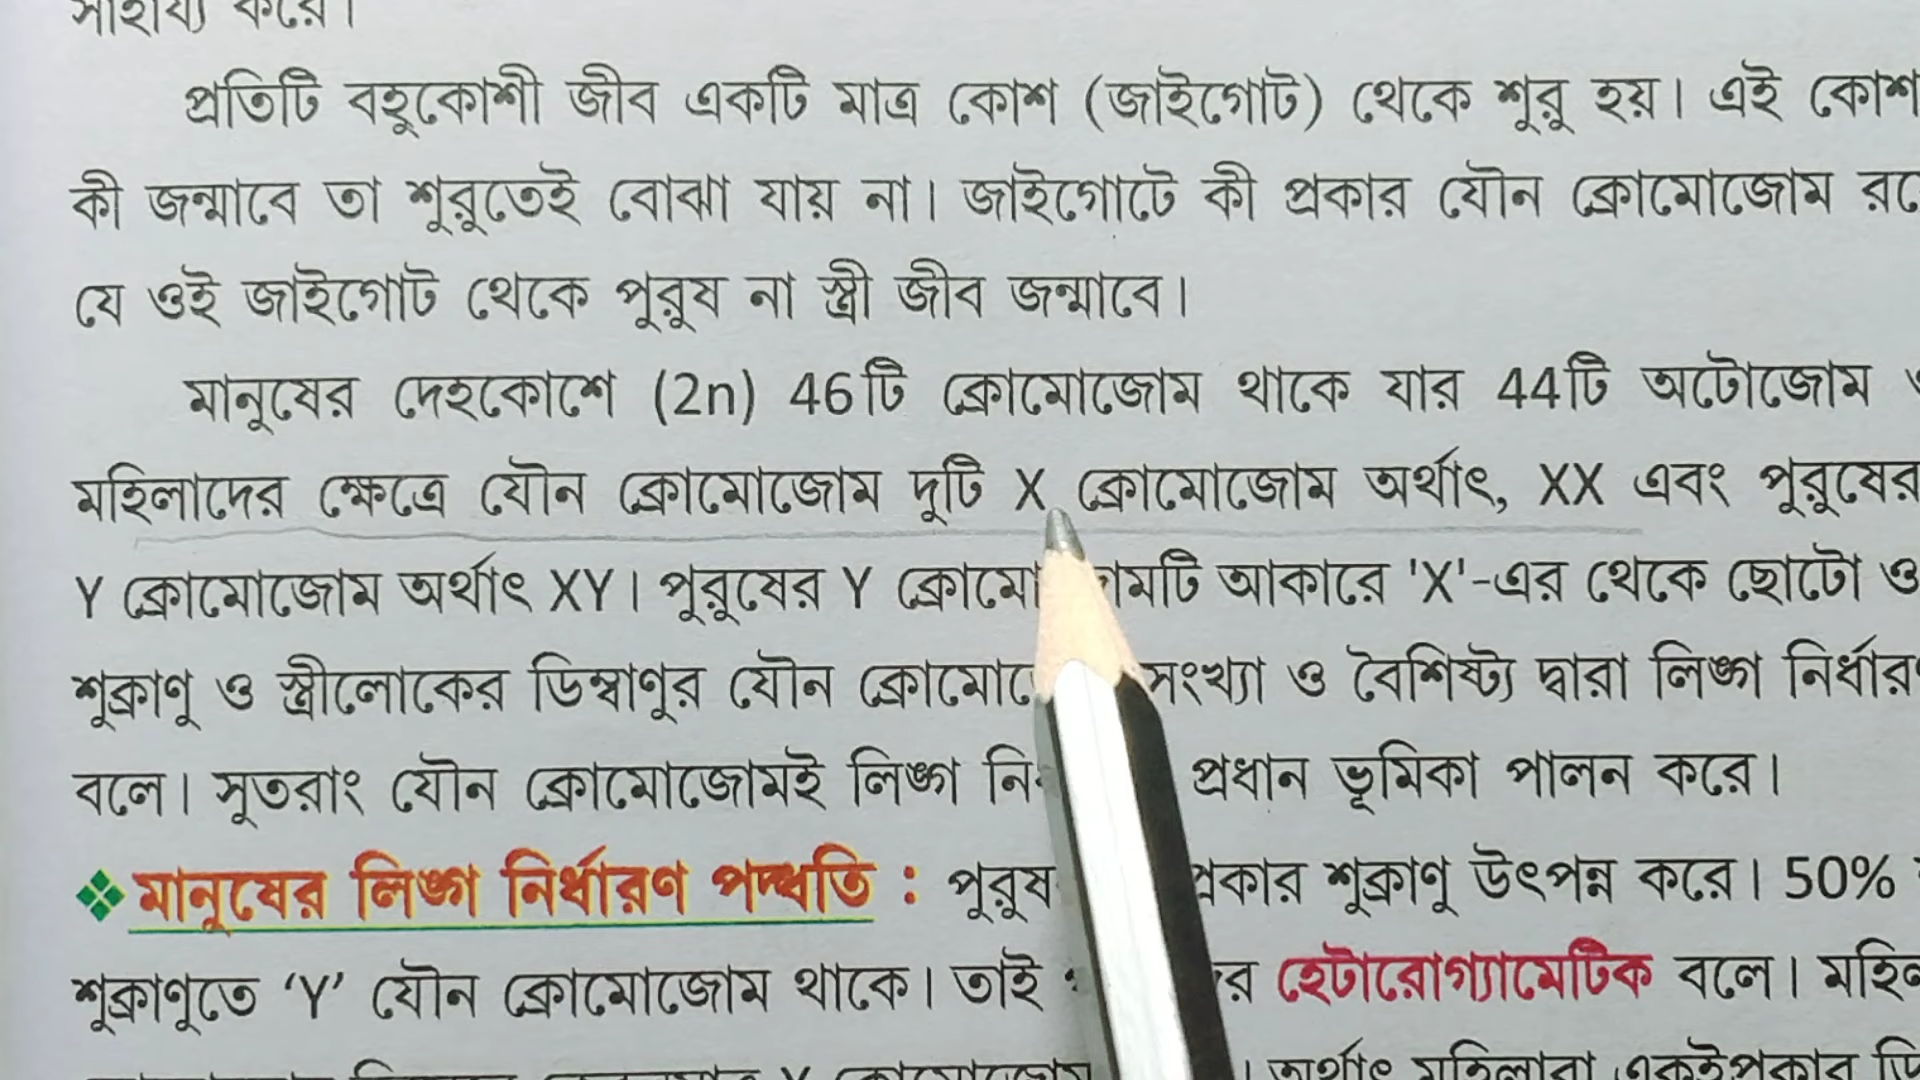 সাহায্য করে।
প্রতিটি বহুকোশী জীব একটি মাত্র কোশ (জাইগোট) থেকে শুরু হয়। এই কোশ
কী জন্মাবে তা শুরুতেই বোঝা যায় না। জাইগোটে কী প্রকার যৌন ক্রোমোজোম
যে ওই জাইগোট থেকে পুরুষ না স্ত্রী জীব জন্মাবে।
মানুষের দেহকোশে (2n) 46টি ক্রোমোজোম থাকে যার 44টি অটোজোম
মহিলাদের ক্ষেত্রে যৌন ক্রোমোজোম দুটি X ক্রোমোজোম অর্থাৎ, XX এবং পুরুষের
Y ক্রোমোজোম অর্থাৎ XY। পুরুষের Y আকারে 'X'-এর থেকে ছোটো ও
শুক্রাণু ও স্ত্রীলোকের ডিম্বাণুর যৌন সংখ্যা ও বৈশিষ্ট্য দ্বারা লিঙ্গ
বলে। সুতরাং যৌন ক্রোমোজোমই লিঙ্গ প্রধান ভূমিকা পালন করে।
❖ মানুষের লিঙ্গ নির্ধারণ পদ্ধতি : পুরুষ শুক্রাণু উৎপন্ন করে। 50%
শুক্রাণুতে ‘Y’ যৌন ক্রোমোজোম থাকে। তাই হেটারোগ্যামেটিক বলে।
অর্থাৎ মহিলারা একইপ্রকার